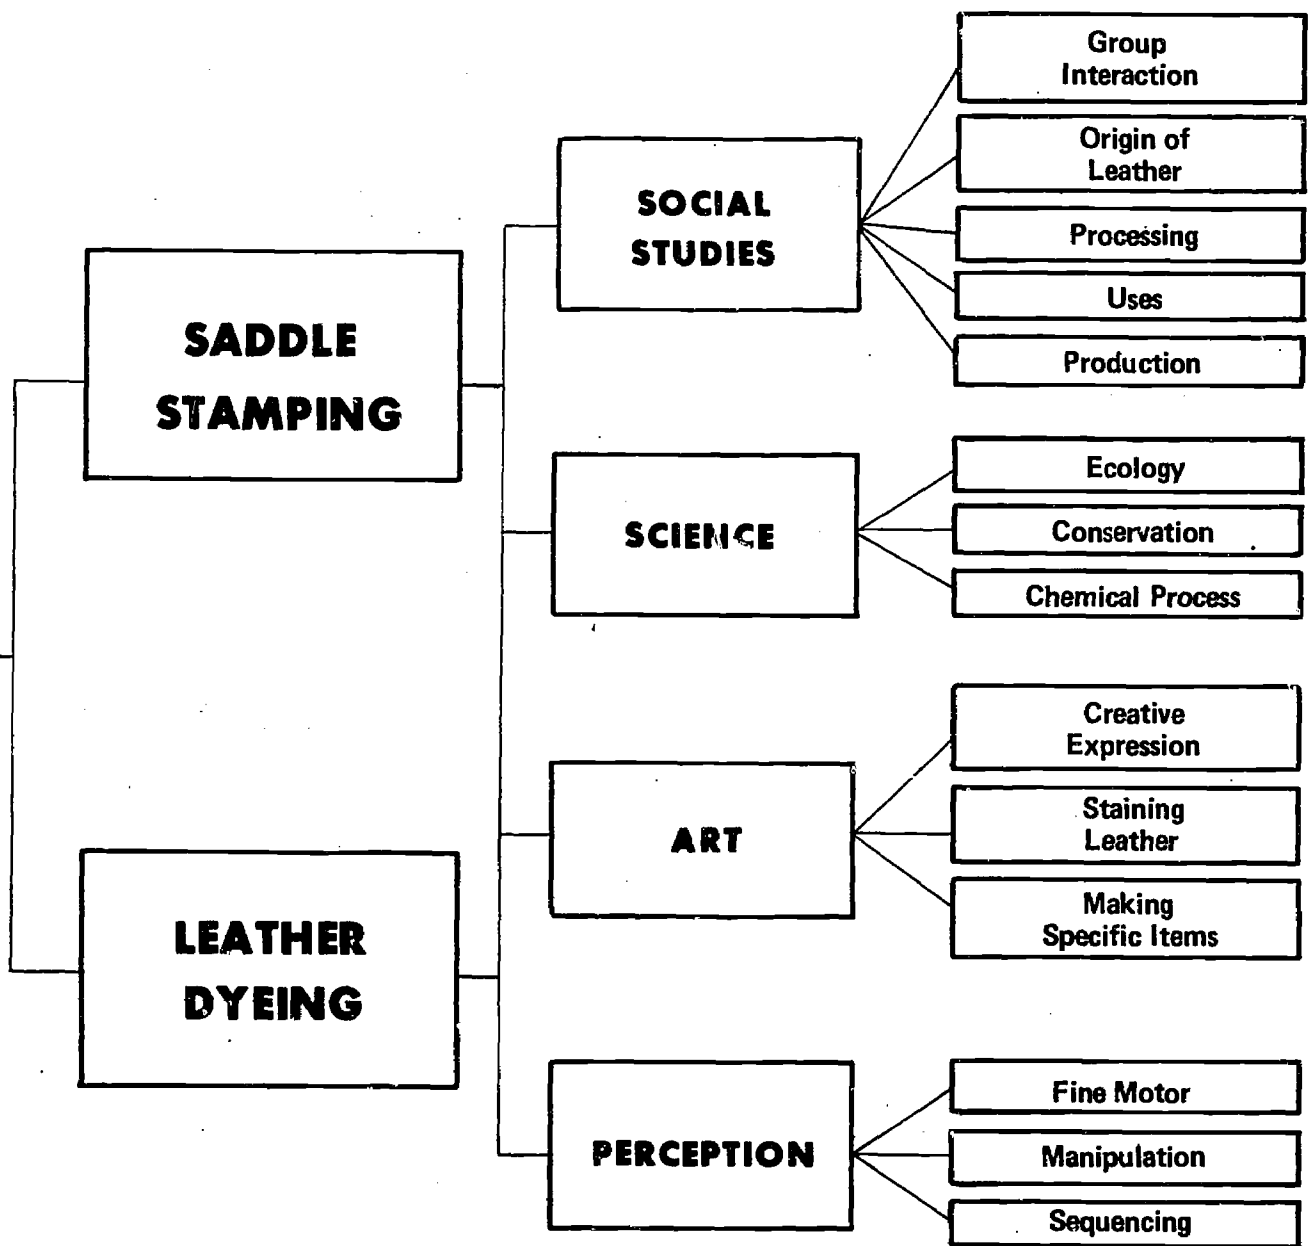 SADDLE
STAMPING
LEATHER
DYEING
SOCIAL
STUDIES
Group
Interaction
Origin of
Leather
Processing
Uses
Production
SCIENCE
Ecology
Conservation
Chemical Process
ART
Creative
Expression
Staining
Leather
Making
Specific Items
PERCEPTION
Fine Motor
Manipulation
Sequencing